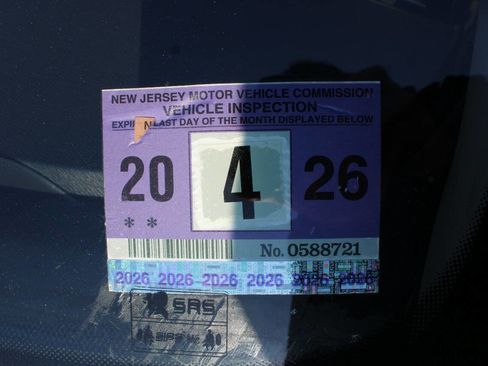 NEW JERSEY MOTOR VEHICLE COMMISSION
VEHICLE INSPECTION
LAST DAY OF THE MONTH DISPLAYED BELOW
20 4 26
**
No. 0588721
2026 2026 2026 2026 2026 2026
SRS
SIPS